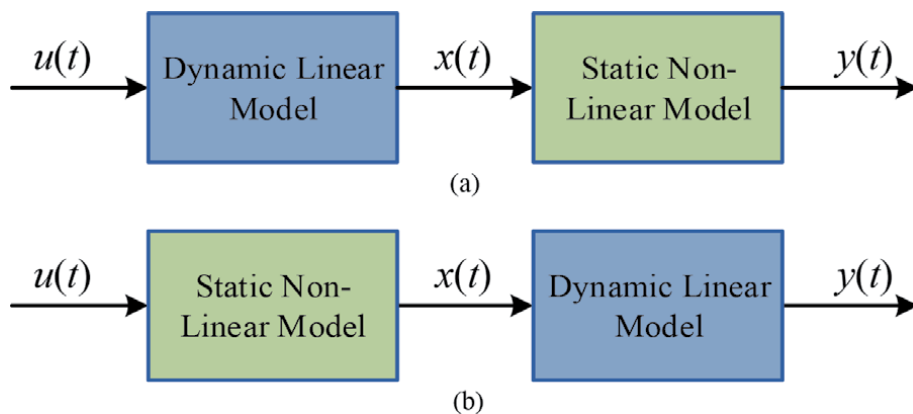 u(t)
Dynamic Linear
Model
x(t)
Static Non-
Linear Model
y(t)
(a)
u(t)
Static Non-
Linear Model
x(t)
Dynamic Linear
Model
y(t)
(b)